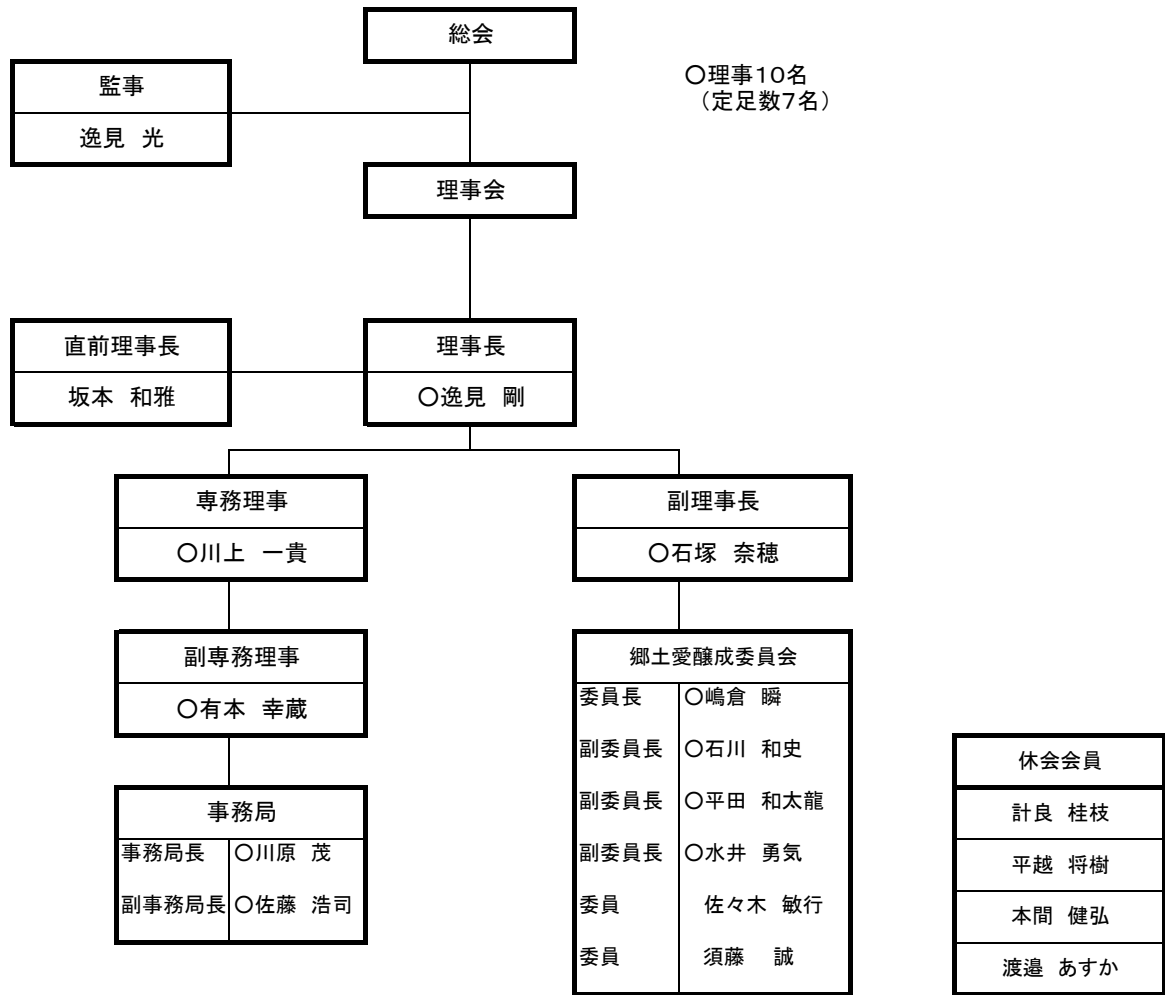 総会
〇理事10名
（定足数7名）
監事
逸見　光
理事会
直前理事長
坂本　和雅
理事長
〇逸見　剛
専務理事
〇川上　一貴
副理事長
〇石塚　奈穂
副専務理事
〇有本　幸蔵
郷土愛醸成委員会
委員長　〇嶋倉　瞬
副委員長　〇石川　和史
副委員長　〇平田　和太龍
副委員長　〇水井　勇気
委員　佐々木　敏行
委員　須藤　誠
事務局
事務局長　〇川原　茂
副事務局長　〇佐藤　浩司
休会会員
計良　桂枝
平越　将樹
本間　健弘
渡邉　あすか